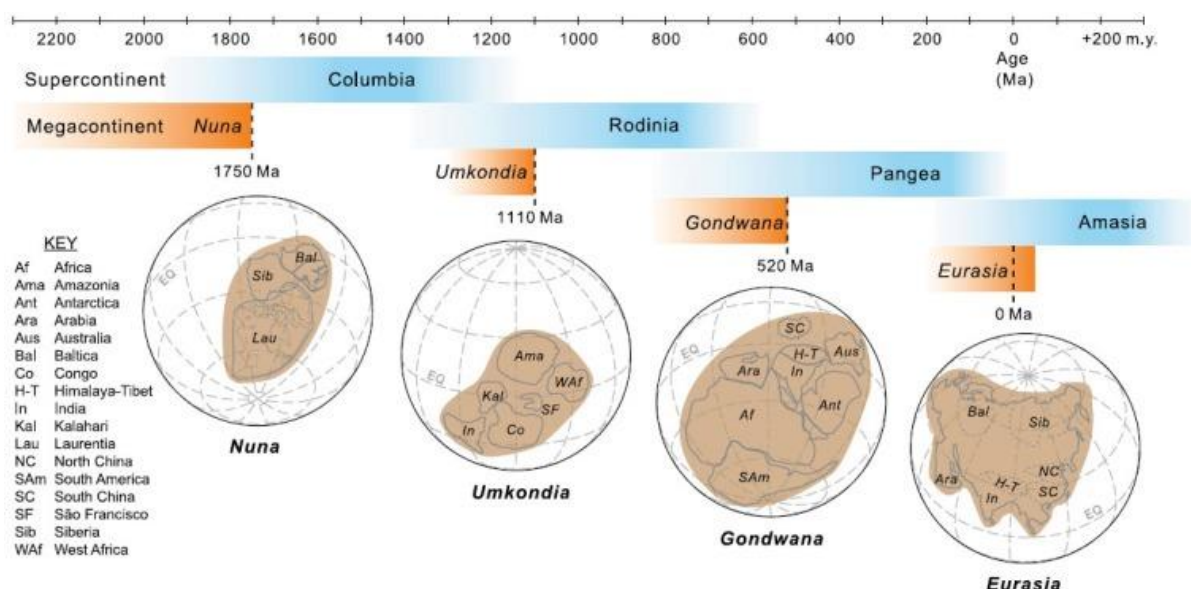 2200 2000 1800 1600 1400 1200 1000 800 600 400 200 0 +200 m.y.
Age
(Ma)
Supercontinent Columbia
Megacontinent Nuna Rodinia
1750 Ma Umkondia Pangea
1110 Ma Gondwana Amasia
520 Ma Eurasia
0 Ma
KEY
Af Africa
Ama Amazonia
Ant Antarctica
Ara Arabia
Aus Australia
Bal Baltica
Co Congo
H-T Himalaya-Tibet
In India
Kal Kalahari
Lau Laurentia
NC North China
SAm South America
SC South China
SF São Francisco
Sib Siberia
WAf West Africa
EQ
Bal
Sib
Lau
Nuna
EQ
Ama
WAf
Kal
SF
In
Co
Umkondia
EQ
SC
H-T
Aus
Ara
In
Af
Ant
SAm
Gondwana
Bal
Sib
NC
Ara
H-T
SC
In
EQ
Eurasia